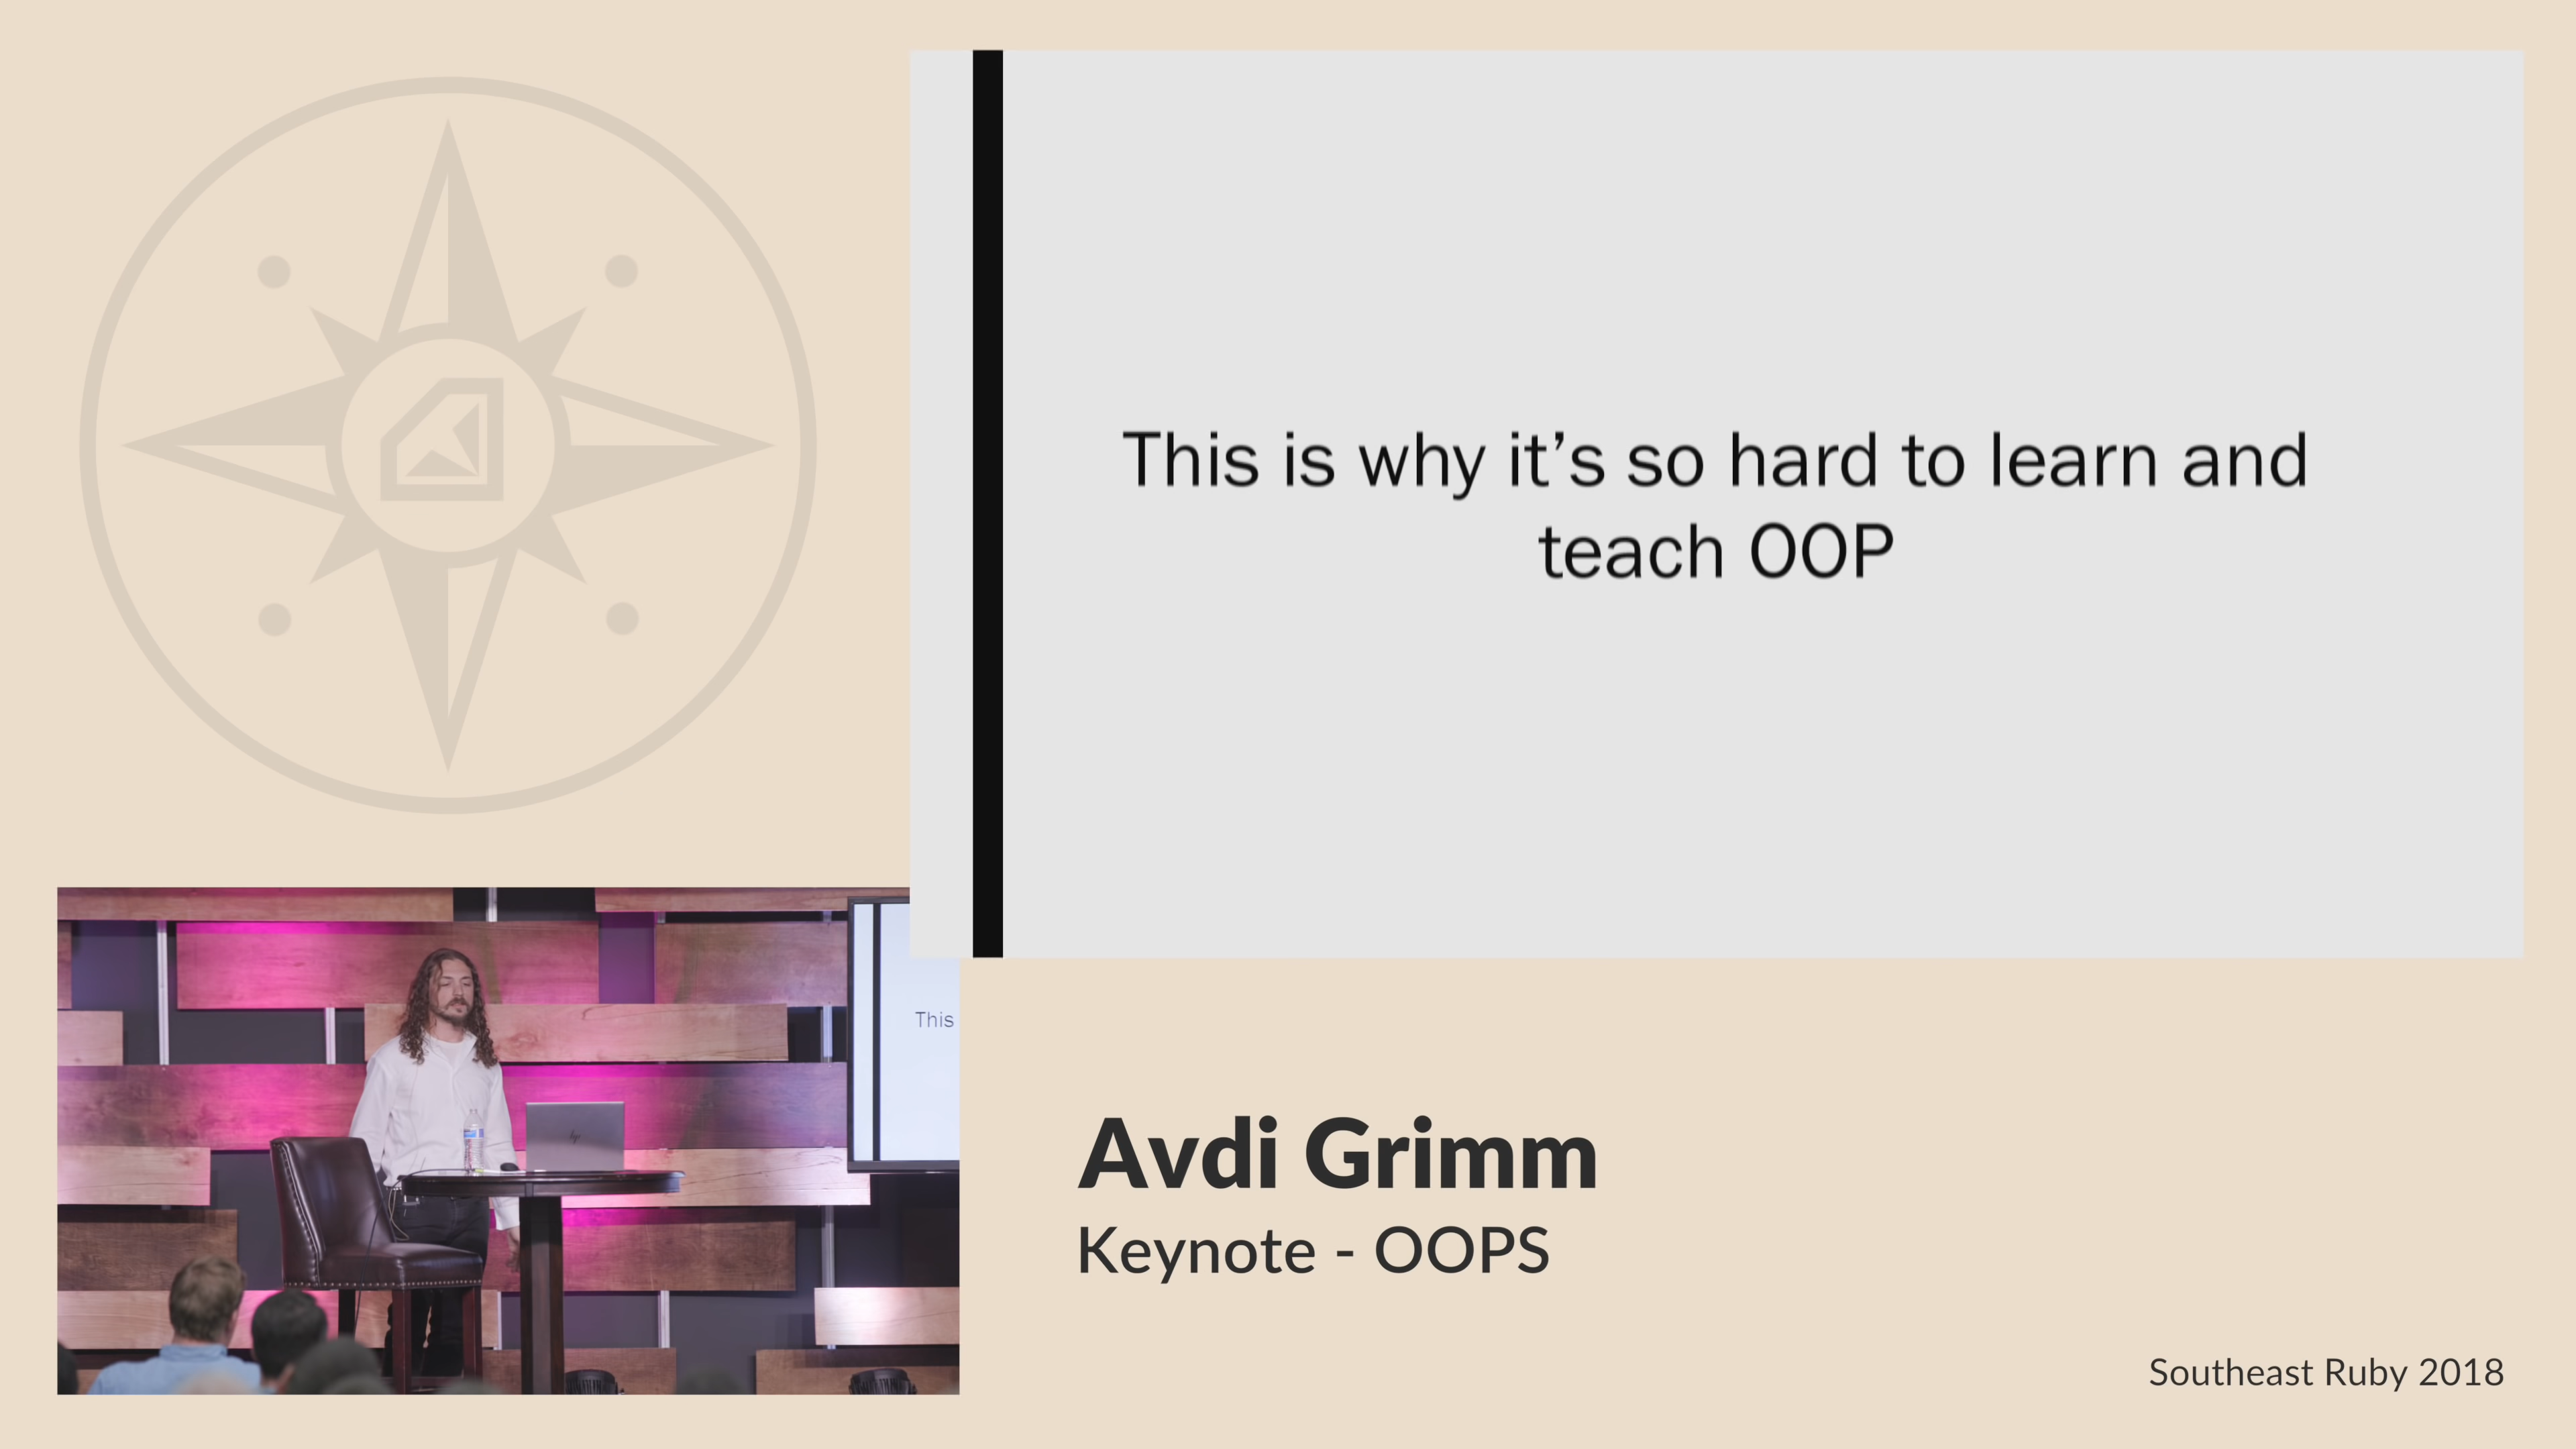 This is why it’s so hard to learn and
teach OOP
This
Avdi Grimm
Keynote - OOPS
Southeast Ruby 2018